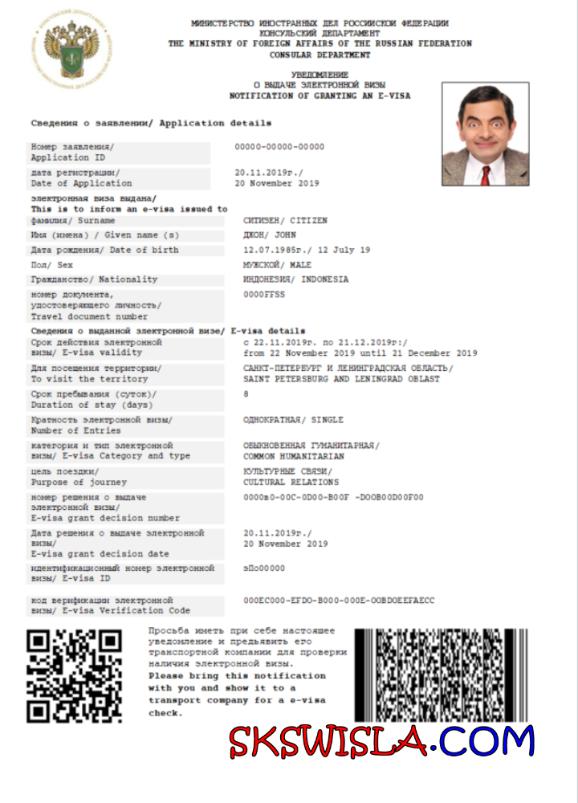 МИНИСТЕРСТВО ИНОСТРАННЫХ ДЕЛ РОССИЙСКОЙ ФЕДЕРАЦИИ
КОНСУЛЬСКИЙ ДЕПАРТАМЕНТ
THE MINISTRY OF FOREIGN AFFAIRS OF THE RUSSIAN FEDERATION
CONSULAR DEPARTMENT
УВЕДОМЛЕНИЕ
О ВЫДАЧЕ ЭЛЕКТРОННОЙ ВИЗЫ
NOTIFICATION OF GRANTING AN E-VISA
Сведения о заявлении/ Application details
Номер заявления/ 00000-00000-00000
Application ID
дата регистрации/ 20.11.2019г./
Date of Application 20 November 2019
электронная виза выдана/
This is to inform an e-visa issued to
фамилия/ Surname СИТИЗЕН/ CITIZEN
Имя (имена) / Given name (s) ДЖОН/ JOHN
Дата рождения/ Date of birth 12.07.1985г./ 12 July 19
Пол/ Sex МУЖСКОЙ/ MALE
Гражданство/ Nationality ИНДОНЕЗИЯ/ INDONESIA
номер документа, 0000FFSS
удостоверяющего личность/
Travel document number
Сведения о выданной электронной визе/ E-visa details
Срок действия электронной с 22.11.2019г. по 21.12.2019г:/
визы/ E-visa validity from 22 November 2019 until 21 December 2019
Для посещения территории/ САНКТ-ПЕТЕРБУРГ И ЛЕНИНГРАДСКАЯ ОБЛАСТЬ/
To visit the territory SAINT PETERSBURG AND LENINGRAD OBLAST
Срок пребывания (суток)/ 8
Duration of stay (days)
Кратность электронной визы/ ОДНОКРАТНАЯ/ SINGLE
Number of Entries
категория и тип электронной ОБЫКНОВЕННАЯ ГУМАНИТАРНАЯ/
визы/ E-visa Category and type COMMON HUMANITARIAN
цель поездки/ КУЛЬТУРНЫЕ СВЯЗИ/
Purpose of journey CULTURAL RELATIONS
номер решения о выдаче 0000в0-00C-0D00-B00F -D00B00D00F00
электронной визы/
E-visa grant decision number
Дата решения о выдаче электронной 20.11.2019г./
визы/ 20 November 2019
E-visa grant decision date
идентификационный номер электронной эПо00000
визы/ E-visa ID
код верификации электронной 000EC000-EFD0-B000-000E-00BD0EEFAECC
визы/ E-visa Verification Code
Просьба иметь при себе настоящее
уведомление и предъявить его
транспортной компании для проверки
наличия электронной визы.
Please bring this notification
with you and show it to a
transport company for a e-visa
check.
SKSWISLA.COM